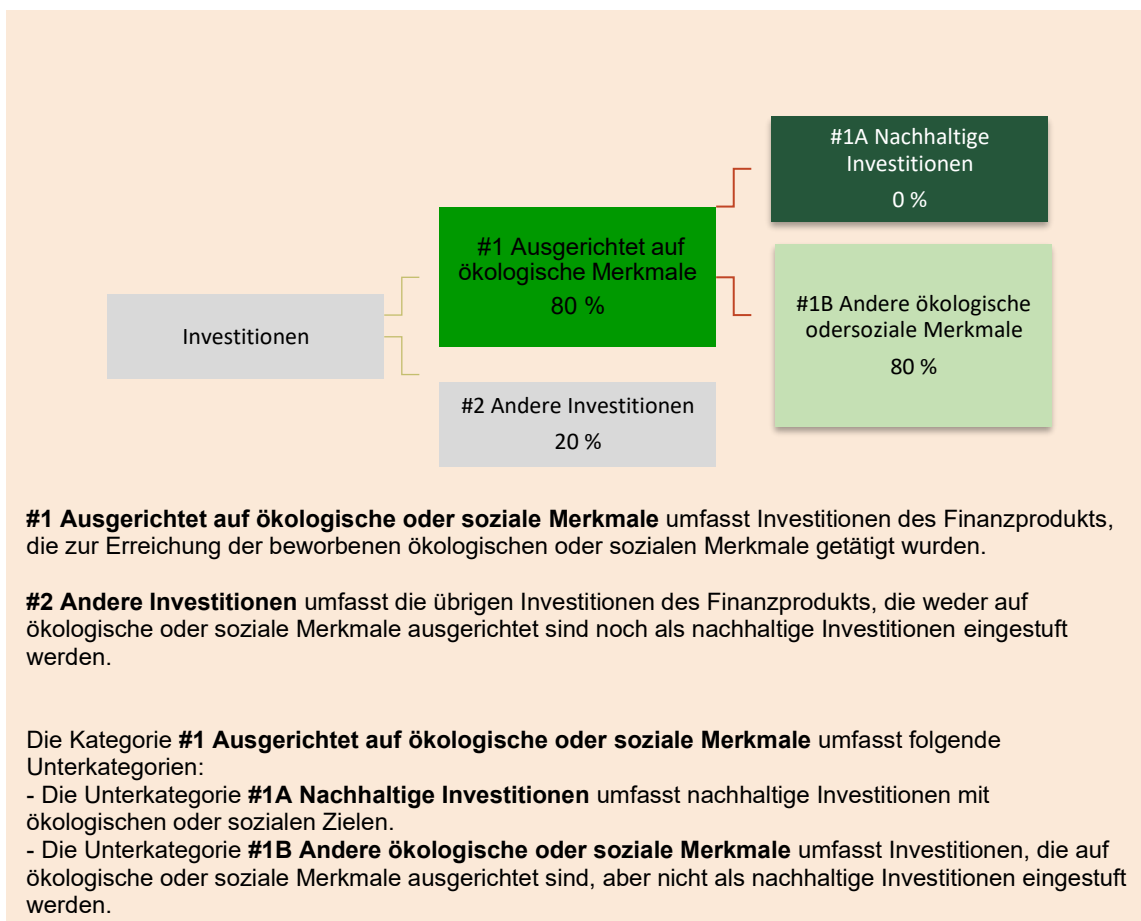 #1A Nachhaltige
Investitionen
0 %
#1 Ausgerichtet auf
ökologische Merkmale
80 %
#1B Andere ökologische
odersoziale Merkmale
80 %
Investitionen
#2 Andere Investitionen
20 %
#1 Ausgerichtet auf ökologische oder soziale Merkmale umfasst Investitionen des Finanzprodukts,
die zur Erreichung der beworbenen ökologischen oder sozialen Merkmale getätigt wurden.
#2 Andere Investitionen umfasst die übrigen Investitionen des Finanzprodukts, die weder auf
ökologische oder soziale Merkmale ausgerichtet sind noch als nachhaltige Investitionen eingestuft
werden.
Die Kategorie #1 Ausgerichtet auf ökologische oder soziale Merkmale umfasst folgende
Unterkategorien:
- Die Unterkategorie #1A Nachhaltige Investitionen umfasst nachhaltige Investitionen mit
ökologischen oder sozialen Zielen.
- Die Unterkategorie #1B Andere ökologische oder soziale Merkmale umfasst Investitionen, die auf
ökologische oder soziale Merkmale ausgerichtet sind, aber nicht als nachhaltige Investitionen eingestuft
werden.